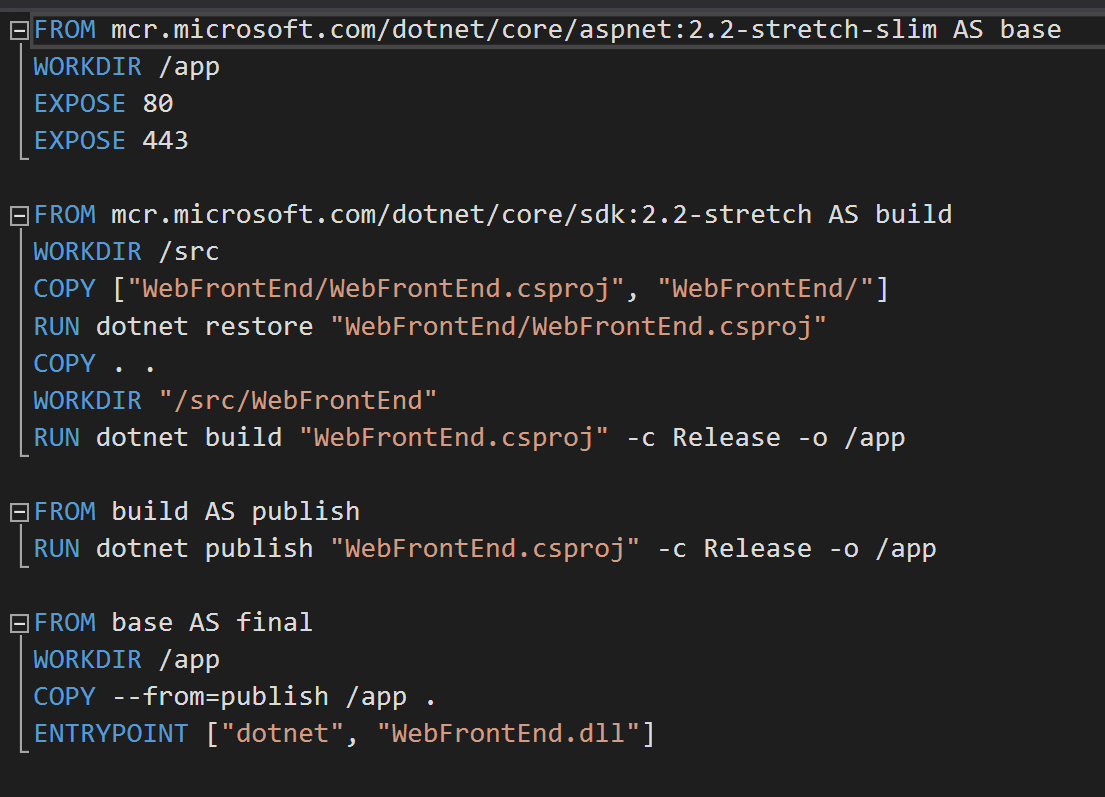 FROM mcr.microsoft.com/dotnet/core/aspnet:2.2-stretch-slim AS base
WORKDIR /app
EXPOSE 80
EXPOSE 443
FROM mcr.microsoft.com/dotnet/core/sdk:2.2-stretch AS build
WORKDIR /src
COPY ["WebFrontEnd/WebFrontEnd.csproj", "WebFrontEnd/"]
RUN dotnet restore "WebFrontEnd/WebFrontEnd.csproj"
COPY . .
WORKDIR "/src/WebFrontEnd"
RUN dotnet build "WebFrontEnd.csproj" -c Release -o /app
FROM build AS publish
RUN dotnet publish "WebFrontEnd.csproj" -c Release -o /app
FROM base AS final
WORKDIR /app
COPY --from=publish /app .
ENTRYPOINT ["dotnet", "WebFrontEnd.dll"]